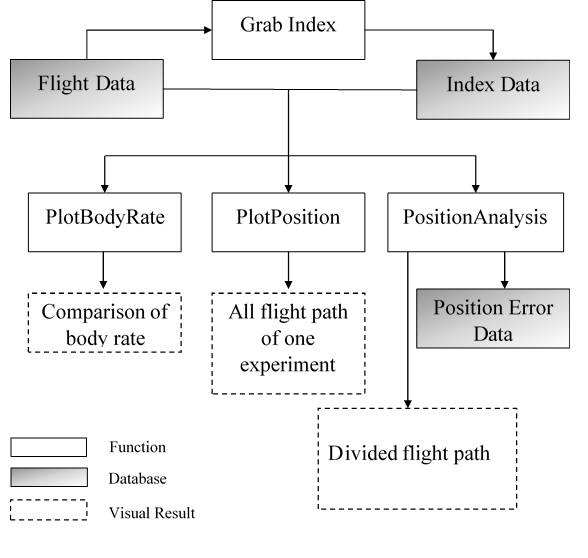 Grab Index
Flight Data
Index Data
PlotBodyRate
PlotPosition
PositionAnalysis
Comparison of
body rate
All flight path
of one
experiment
Position Error
Data
Divided flight path
Function
Database
Visual Result